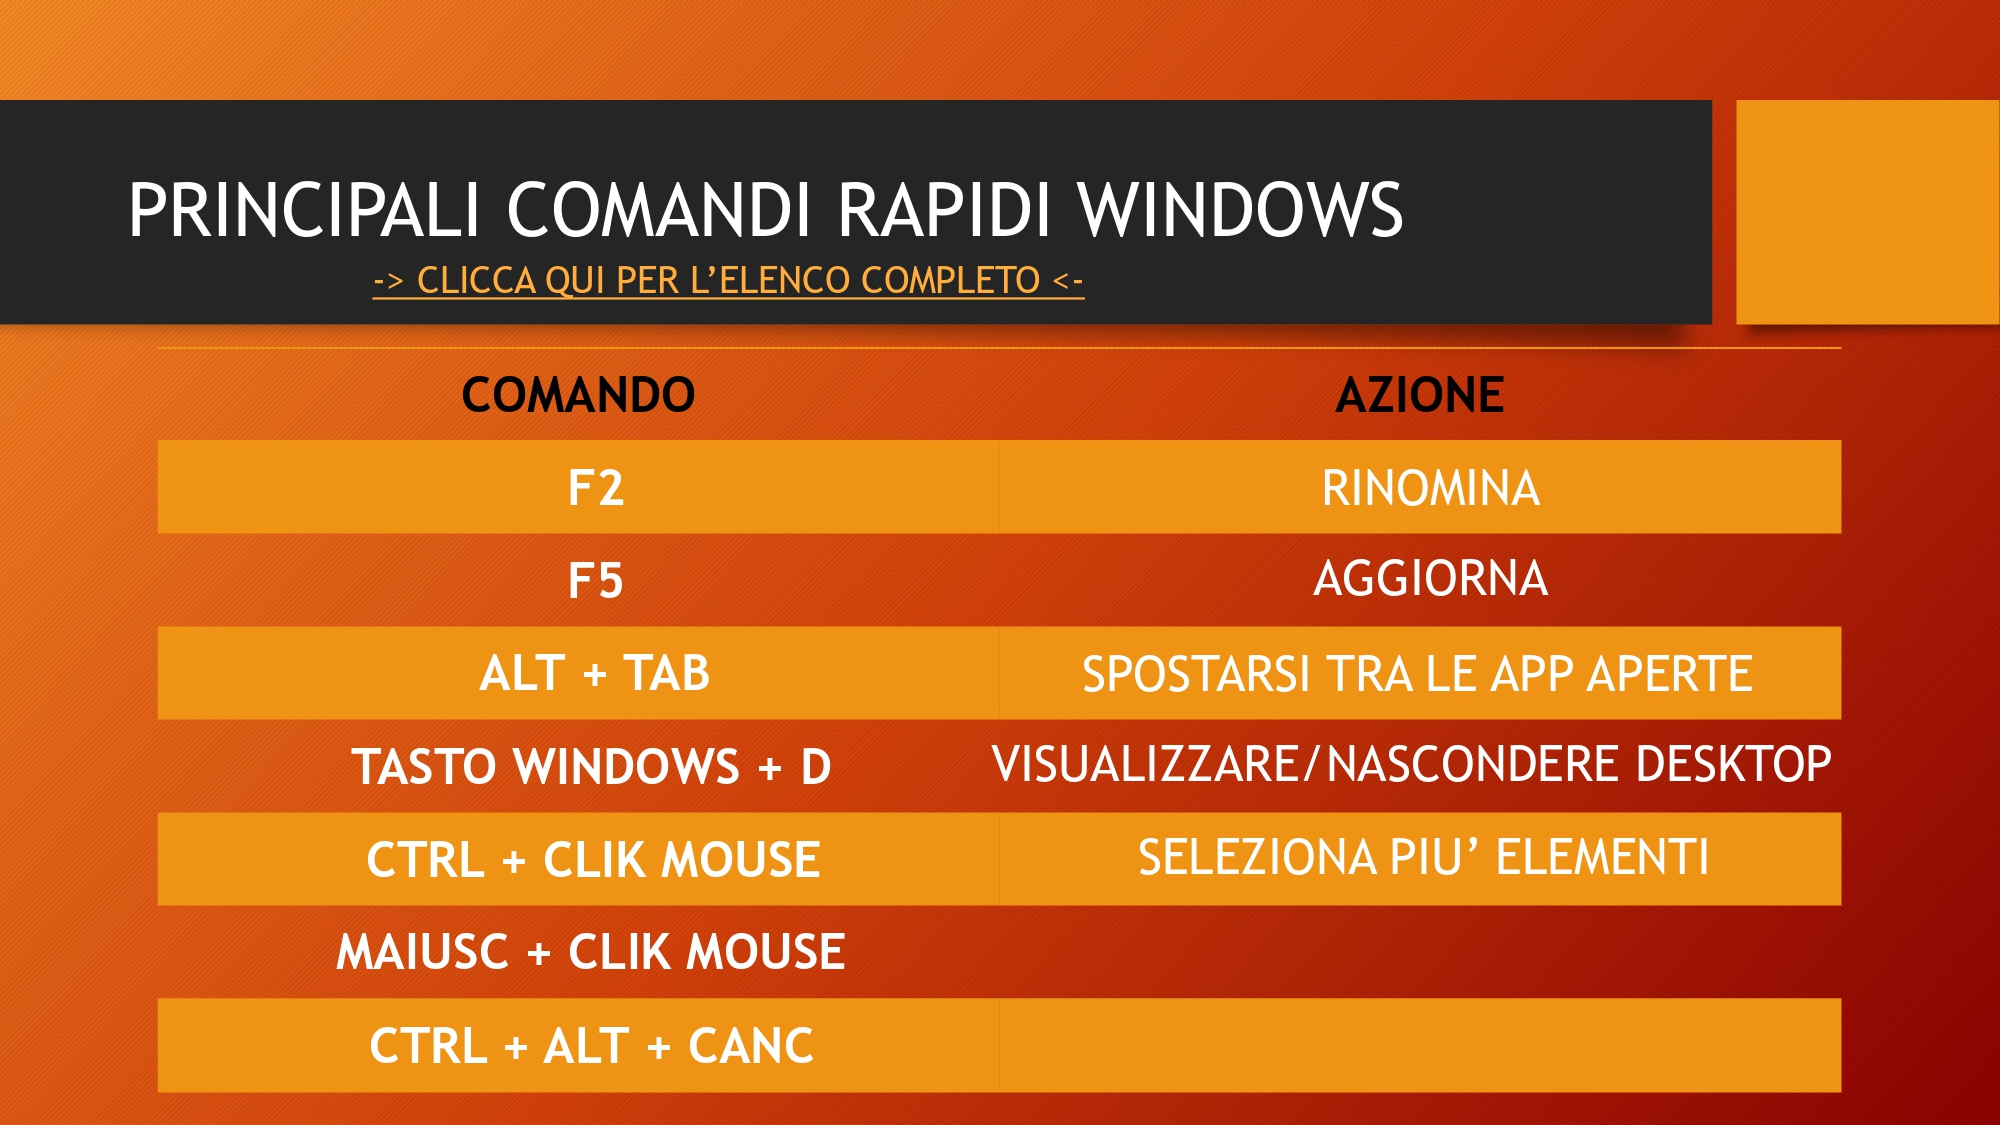 PRINCIPALI COMANDI RAPIDI WINDOWS
-> CLICCA QUI PER L’ELENCO COMPLETO <-
COMANDO AZIONE
F2 RINOMINA
F5 AGGIORNA
ALT + TAB SPOSTARSI TRA LE APP APERTE
TASTO WINDOWS + D VISUALIZZARE/NASCONDERE DESKTOP
CTRL + CLIK MOUSE SELEZIONA PIU’ ELEMENTI
MAIUSC + CLIK MOUSE
CTRL + ALT + CANC